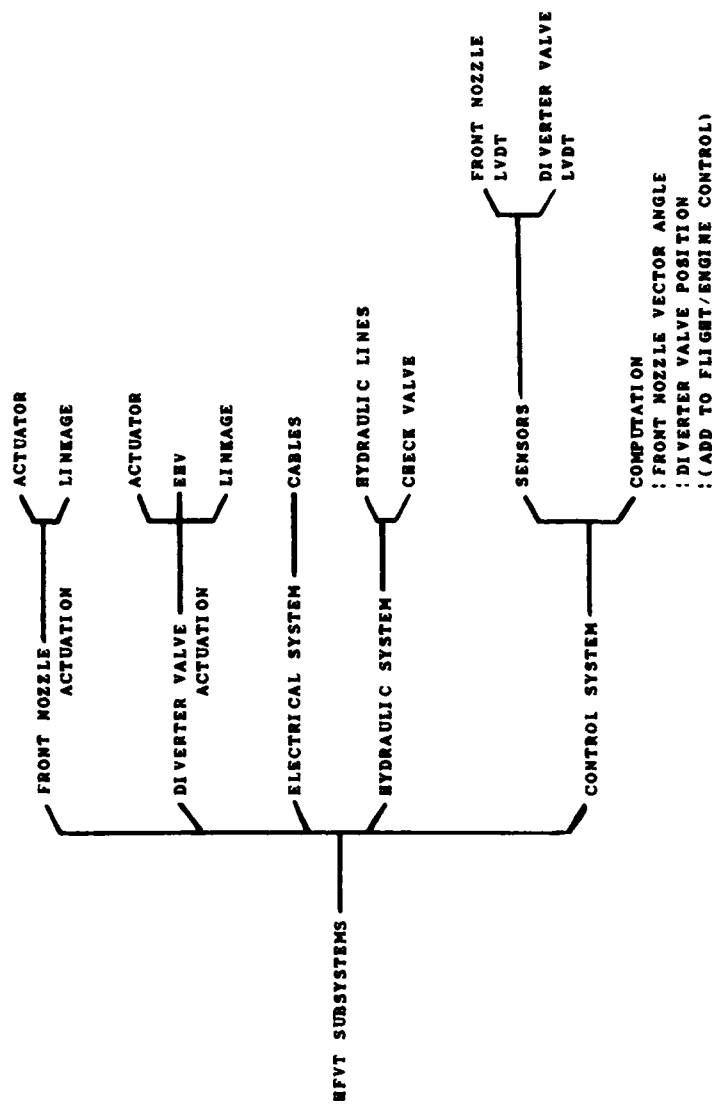 MFVT SUBSYSTEMS
FRONT NOZZLE
ACTUATION
ACTUATOR
LINKAGE
DIVERTER VALVE
ACTUATION
ACTUATOR
EHV
LINKAGE
ELECTRICAL SYSTEM
CABLES
HYDRAULIC SYSTEM
HYDRAULIC LINES
CHECK VALVE
CONTROL SYSTEM
SENSORS
FRONT NOZZLE
LVDT
DIVERTER VALVE
LVDT
COMPUTATION
:FRONT NOZZLE VECTOR ANGLE
:DIVERTER VALVE POSITION
:(ADD TO FLIGHT/ENGINE CONTROL)